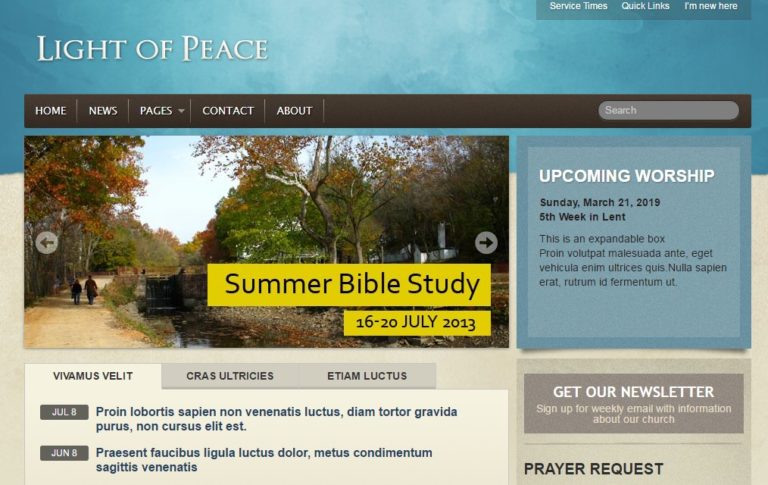 Service Times Quick Links I'm new here
LIGHT OF PEACE
HOME NEWS PAGES CONTACT ABOUT Search
Summer Bible Study
16-20 JULY 2013
UPCOMING WORSHIP
Sunday, March 21, 2019
5th Week in Lent
This is an expandable box
Proin volutpat malesuada ante, eget
vehicula enim ultrices quis.Nulla sapien
erat, rutrum id fermentum ut.
VIVAMUS VELIT CRAS ULTRICIES ETIAM LUCTUS
JUL 8 Proin lobortis sapien non venenatis luctus, diam tortor gravida
purus, non cursus elit est.
JUN 8 Praesent faucibus ligula luctus dolor, metus condimentum
sagittis venenatis
GET OUR NEWSLETTER
Sign up for weekly email with information
about our church
PRAYER REQUEST